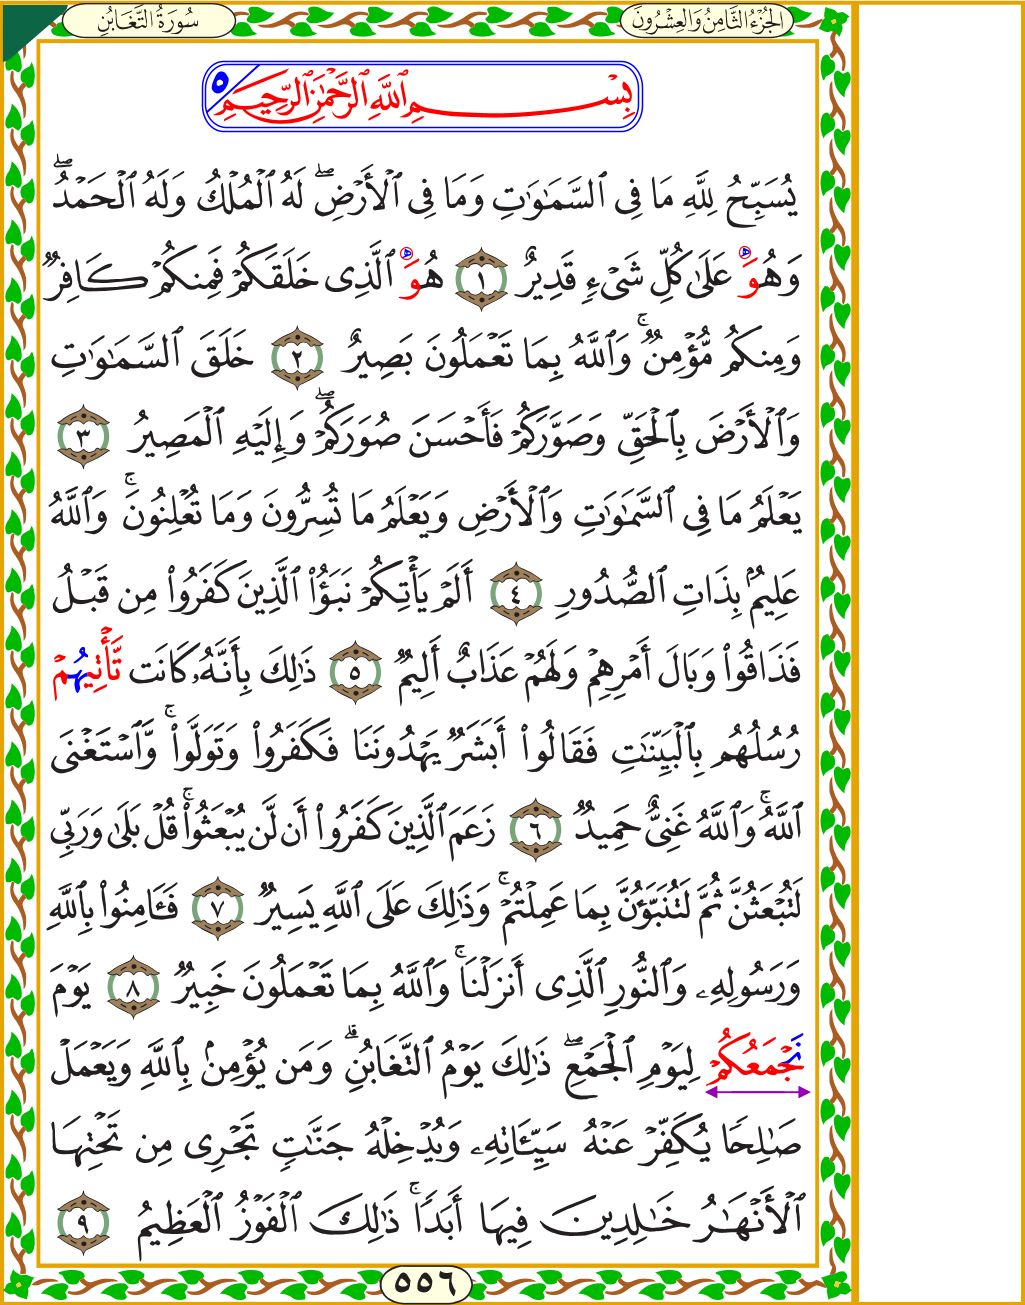 سُورَةُ التَّغَابُنِ
الجُزْءُ الثَّامِنُ وَالعِشْرُونَ
بِسْمِ ٱللَّهِ ٱلرَّحْمَٰنِ ٱلرَّحِيمِ ٥
يُسَبِّحُ لِلَّهِ مَا فِى ٱلسَّمَٰوَٰتِ وَمَا فِى ٱلْأَرْضِ ۖ لَهُ ٱلْمُلْكُ وَلَهُ ٱلْحَمْدُ ۖ
وَهُوَ عَلَىٰ كُلِّ شَىْءٍ قَدِيرٌ ١ هُوَ ٱلَّذِى خَلَقَكُمْ فَمِنكُمْ كَافِرٌ
وَمِنكُم مُّؤْمِنٌ ۚ وَٱللَّهُ بِمَا تَعْمَلُونَ بَصِيرٌ ٢ خَلَقَ ٱلسَّمَٰوَٰتِ
وَٱلْأَرْضَ بِٱلْحَقِّ وَصَوَّرَكُمْ فَأَحْسَنَ صُوَرَكُمْ ۖ وَإِلَيْهِ ٱلْمَصِيرُ ٣
يَعْلَمُ مَا فِى ٱلسَّمَٰوَٰتِ وَٱلْأَرْضِ وَيَعْلَمُ مَا تُسِرُّونَ وَمَا تُعْلِنُونَ ۚ وَٱللَّهُ
عَلِيمٌۢ بِذَاتِ ٱلصُّدُورِ ٤ أَلَمْ يَأْتِكُمْ نَبَؤُا۟ ٱلَّذِينَ كَفَرُوا۟ مِن قَبْلُ
فَذَاقُوا۟ وَبَالَ أَمْرِهِمْ وَلَهُمْ عَذَابٌ أَلِيمٌ ٥ ذَٰلِكَ بِأَنَّهُۥ كَانَت تَّأْتِيهُمْ
رُسُلُهُم بِٱلْبَيِّنَٰتِ فَقَالُوٓا۟ أَبَشَرٌ يَهْدُونَنَا فَكَفَرُوا۟ وَتَوَلَّوا۟ ۚ وَّٱسْتَغْنَى
ٱللَّهُ ۚ وَٱللَّهُ غَنِىٌّ حَمِيدٌ ٦ زَعَمَ ٱلَّذِينَ كَفَرُوٓا۟ أَن لَّن يُبْعَثُوا۟ ۚ قُلْ بَلَىٰ وَرَبِّى
لَتُبْعَثُنَّ ثُمَّ لَتُنَبَّؤُنَّ بِمَا عَمِلْتُمْ ۚ وَذَٰلِكَ عَلَى ٱللَّهِ يَسِيرٌ ٧ فَـَٔامِنُوا۟ بِٱللَّهِ
وَرَسُولِهِۦ وَٱلنُّورِ ٱلَّذِىٓ أَنزَلْنَا ۚ وَٱللَّهُ بِمَا تَعْمَلُونَ خَبِيرٌ ٨ يَوْمَ
نَجْمَعُكُمْ لِيَوْمِ ٱلْجَمْعِ ۖ ذَٰلِكَ يَوْمُ ٱلتَّغَابُنِ ۗ وَمَن يُؤْمِنۢ بِٱللَّهِ وَيَعْمَلْ
صَٰلِحًا يُكَفِّرْ عَنْهُ سَيِّـَٔاتِهِۦ وَيُدْخِلْهُ جَنَّٰتٍ تَجْرِى مِن تَحْتِهَا
ٱلْأَنْهَٰرُ خَٰلِدِينَ فِيهَآ أَبَدًا ۚ ذَٰلِكَ ٱلْفَوْزُ ٱلْعَظِيمُ ٩
٥٥٦